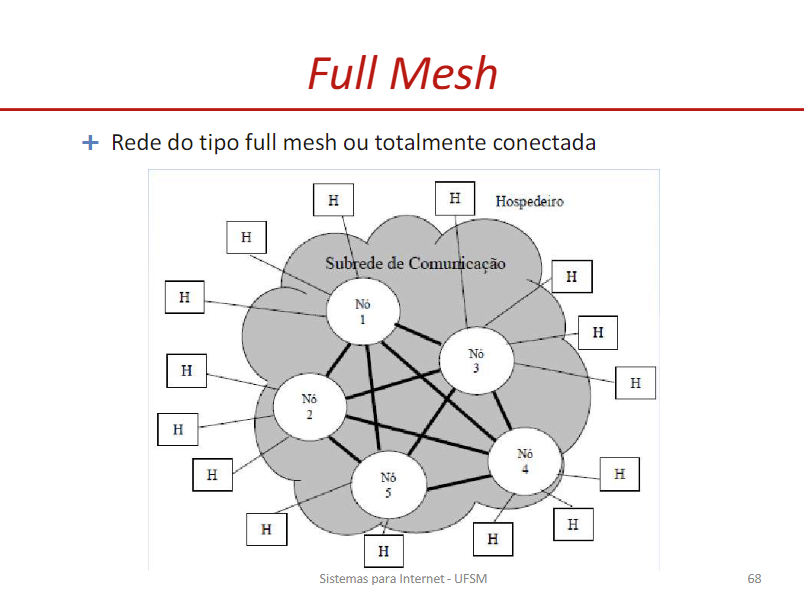 Full Mesh
+ Rede do tipo full mesh ou totalmente conectada
H
H
Hospedeiro
H
Subrede de Comunicação
H
H
Nó
1
H
Nó
3
H
H
Nó
2
H
Nó
4
H
H
Nó
5
H
H
H
H
Sistemas para Internet - UFSM
68